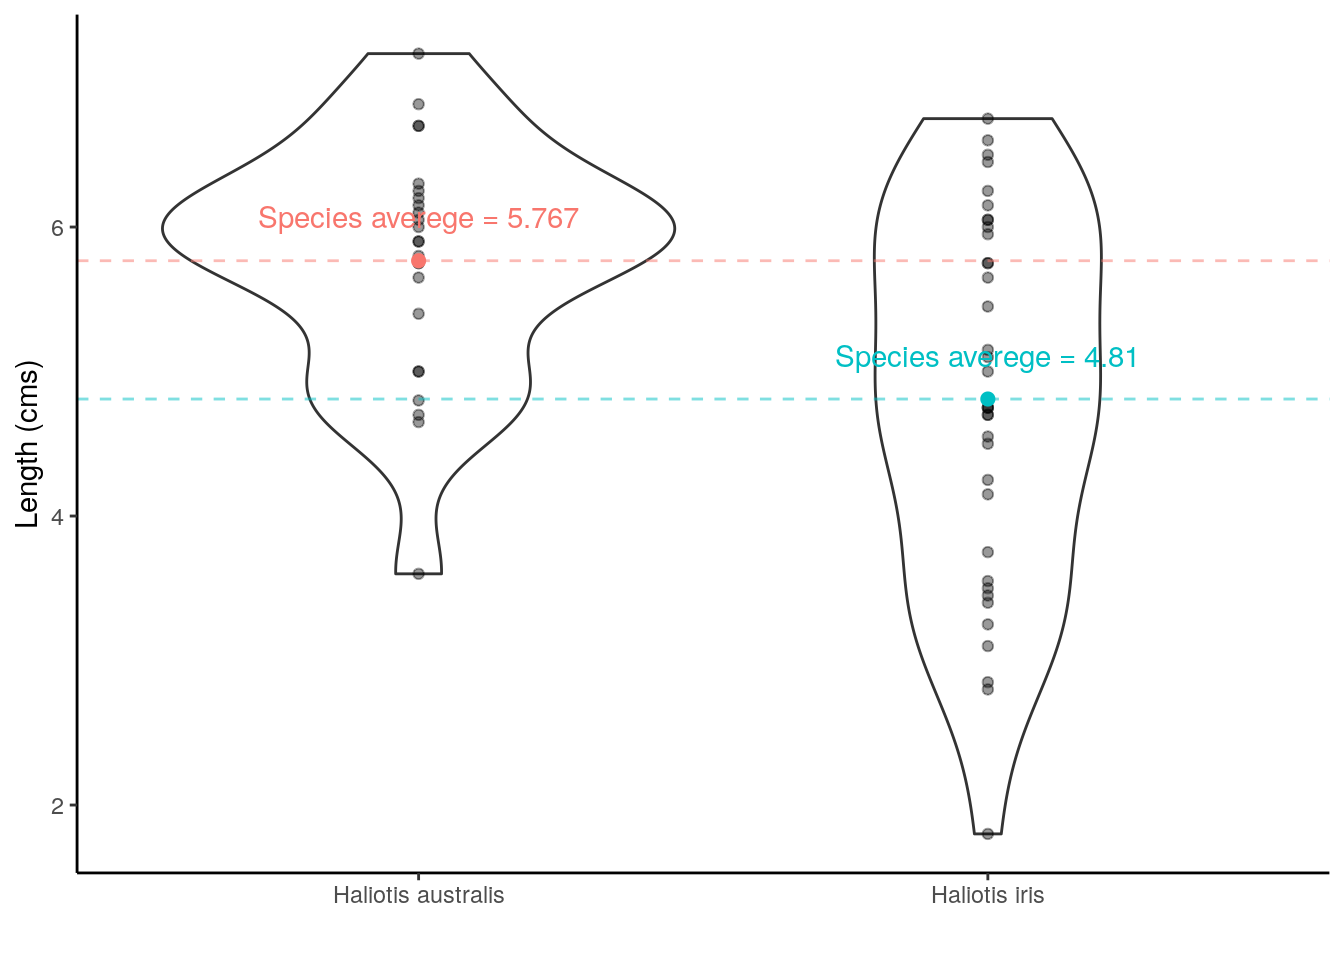 Length (cms)
6
4
2
Species averege = 5.767
Species averege = 4.81
Haliotis australis
Haliotis iris